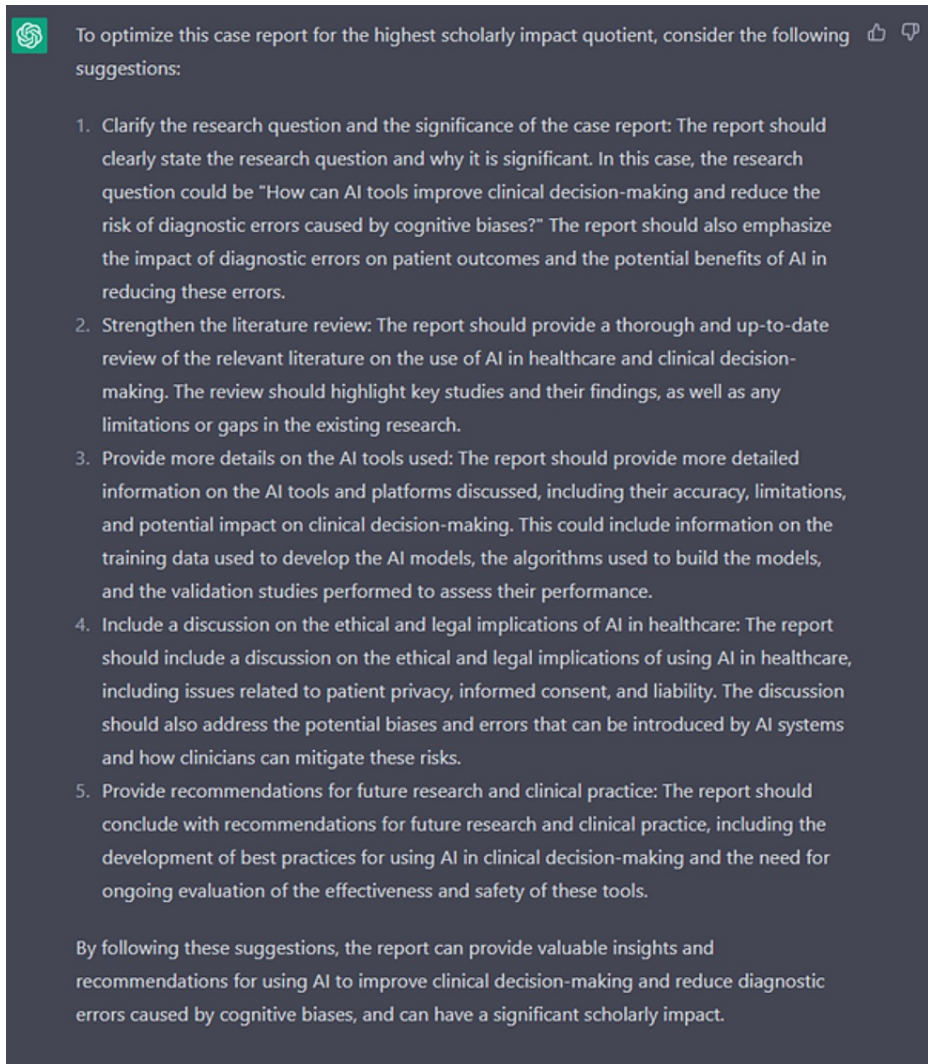 To optimize this case report for the highest scholarly impact quotient, consider the following
suggestions:
1. Clarify the research question and the significance of the case report: The report should
clearly state the research question and why it is significant. In this case, the research
question could be "How can AI tools improve clinical decision-making and reduce the
risk of diagnostic errors caused by cognitive biases?" The report should also emphasize
the impact of diagnostic errors on patient outcomes and the potential benefits of AI in
reducing these errors.
2. Strengthen the literature review: The report should provide a thorough and up-to-date
review of the relevant literature on the use of AI in healthcare and clinical decision-
making. The review should highlight key studies and their findings, as well as any
limitations or gaps in the existing research.
3. Provide more details on the AI tools used: The report should provide more detailed
information on the AI tools and platforms discussed, including their accuracy, limitations,
and potential impact on clinical decision-making. This could include information on the
training data used to develop the AI models, the algorithms used to build the models,
and the validation studies performed to assess their performance.
4. Include a discussion on the ethical and legal implications of AI in healthcare: The report
should include a discussion on the ethical and legal implications of using AI in healthcare,
including issues related to patient privacy, informed consent, and liability. The discussion
should also address the potential biases and errors that can be introduced by AI systems
and how clinicians can mitigate these risks.
5. Provide recommendations for future research and clinical practice: The report should
conclude with recommendations for future research and clinical practice, including the
development of best practices for using AI in clinical decision-making and the need for
ongoing evaluation of the effectiveness and safety of these tools.
By following these suggestions, the report can provide valuable insights and
recommendations for using AI to improve clinical decision-making and reduce diagnostic
errors caused by cognitive biases, and can have a significant scholarly impact.